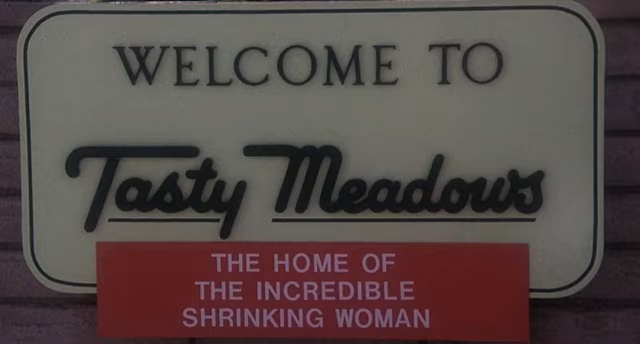 WELCOME TO
Tasty Meadows
THE HOME OF
THE INCREDIBLE
SHRINKING WOMAN